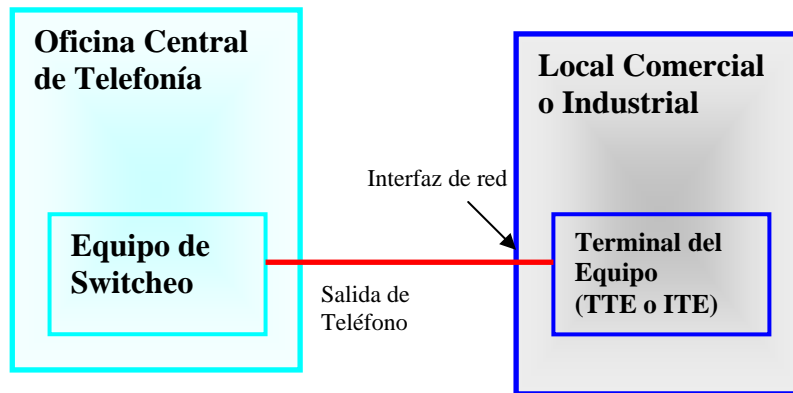 Oficina Central
de Telefonía
Equipo de
Switcheo
Interfaz de red
Salida de
Teléfono
Local Comercial
o Industrial
Terminal del
Equipo
(TTE o ITE)